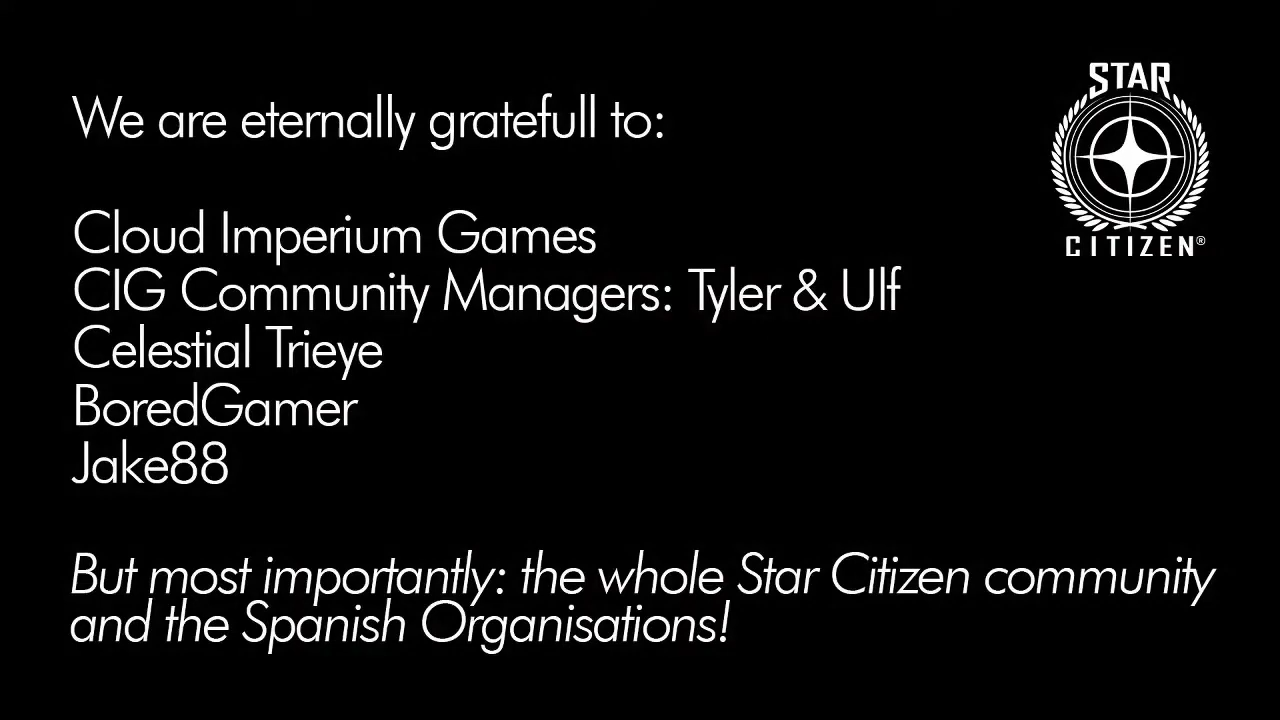 STAR
CITIZEN®
We are eternally gratefull to:
Cloud Imperium Games
CIG Community Managers: Tyler & Ulf
Celestial Trieye
BoredGamer
Jake88
But most importantly: the whole Star Citizen community
and the Spanish Organisations!